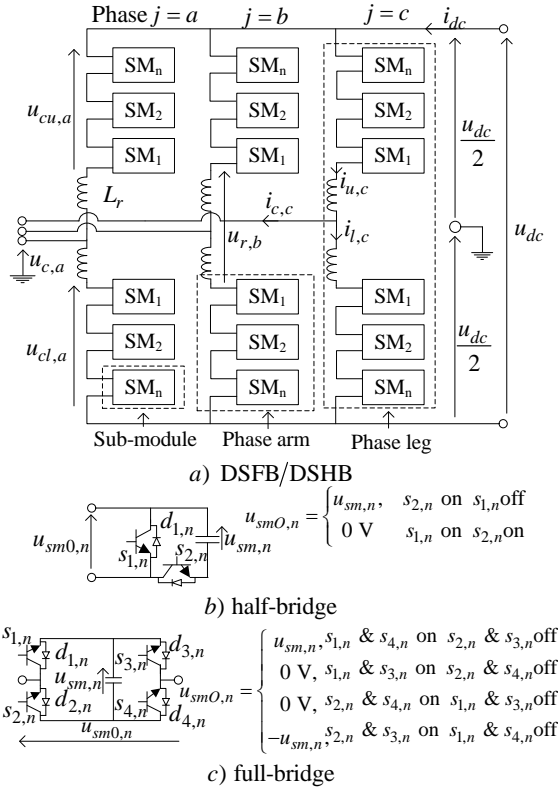 Phase j = a j = b j = c
i_dc
SM_n SM_n SM_n
u_cu,a SM_2 SM_2 SM_2
SM_1 SM_1 SM_1
u_dc/2
L_r i_u,c
i_c,c
u_r,b i_l,c u_dc
u_c,a
SM_1 SM_1 SM_1
u_cl,a SM_2 SM_2 SM_2
u_dc/2
SM_n SM_n SM_n
Sub-module Phase arm Phase leg
a) DSFB/DSHB
u_sm0,n s_1,n d_1,n s_2,n u_sm,n
u_smO,n = { u_sm,n, s_2,n on s_1,n off
0 V s_1,n on s_2,n on
b) half-bridge
s_1,n d_1,n s_3,n d_3,n
u_sm,n
s_2,n d_2,n s_4,n d_4,n
u_sm0,n
u_smO,n = { u_sm,n, s_1,n & s_4,n on s_2,n & s_3,n off
0 V, s_1,n & s_3,n on s_2,n & s_4,n off
0 V, s_2,n & s_4,n on s_1,n & s_3,n off
−u_sm,n, s_2,n & s_3,n on s_1,n & s_4,n off
c) full-bridge